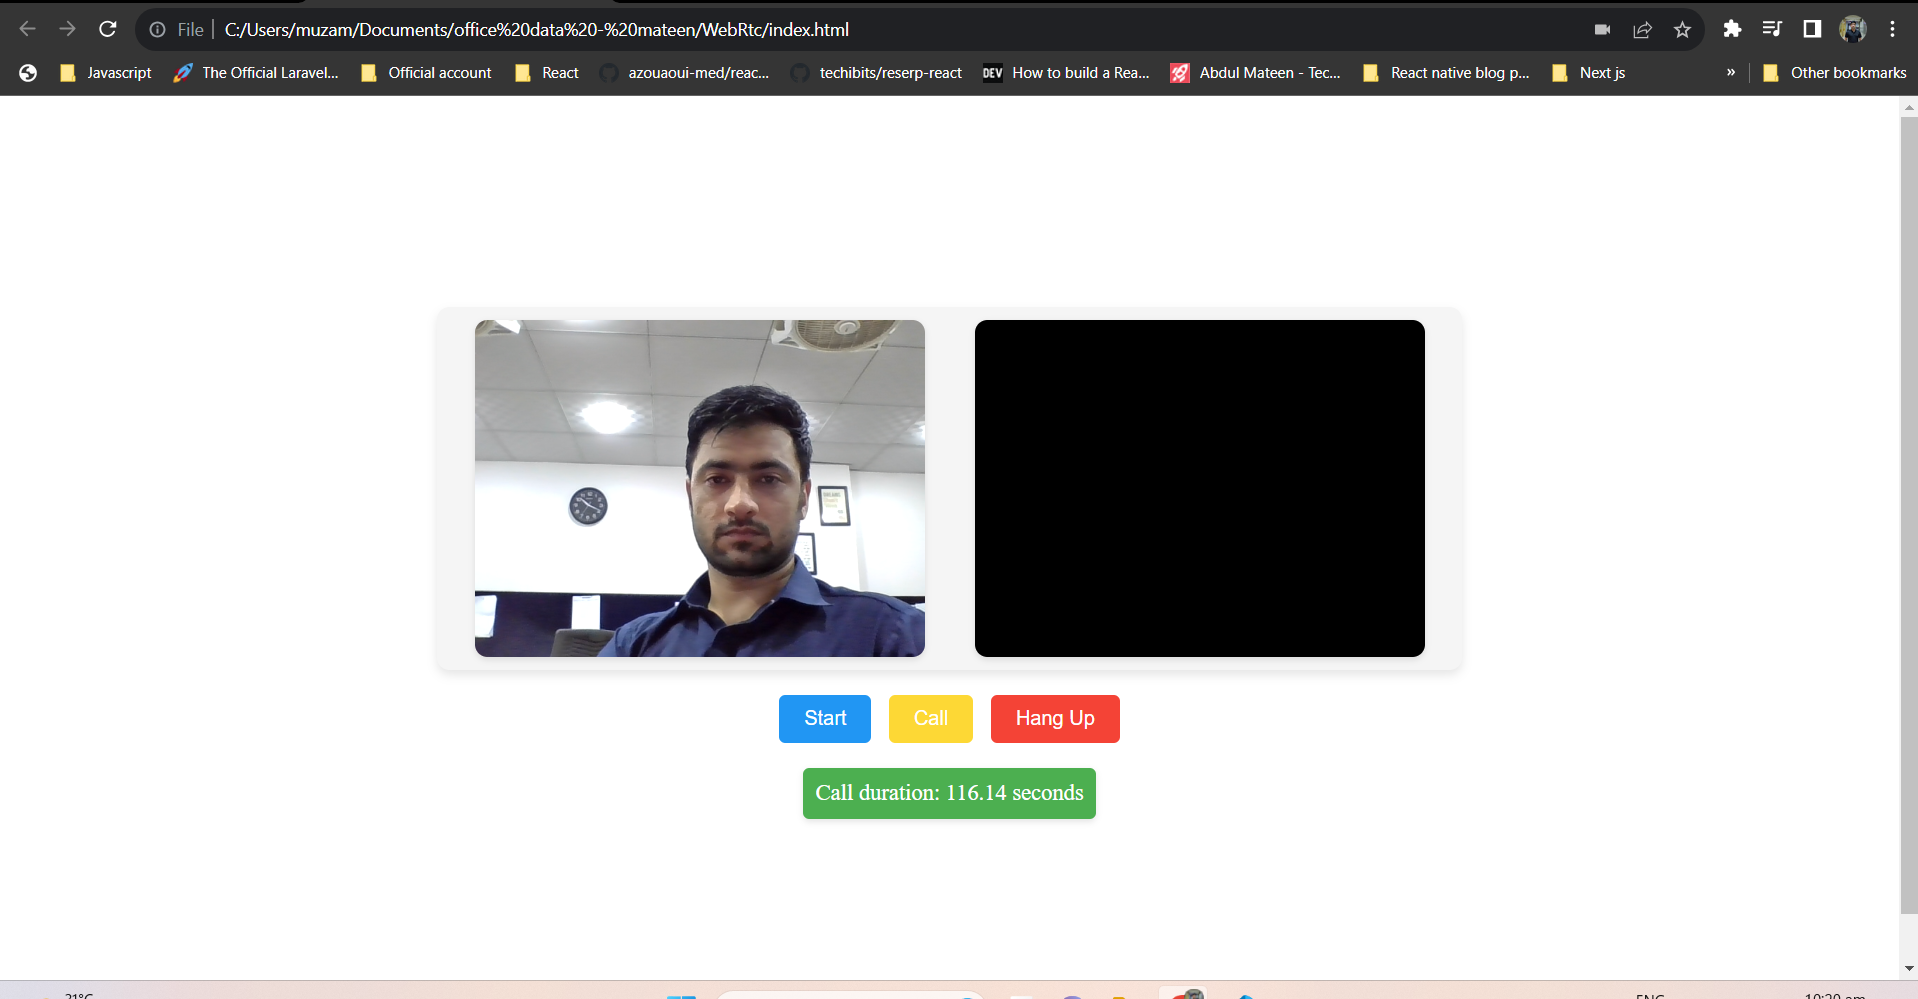 File | C:/Users/muzam/Documents/office%20data%20-%20mateen/WebRtc/index.html
Javascript The Official Laravel... Official account React azouaoui-med/reac... techibits/reserp-react DEV How to build a Rea... Abdul Mateen - Tec... React native blog p... Next js » Other bookmarks
Start Call Hang Up
Call duration: 116.14 seconds